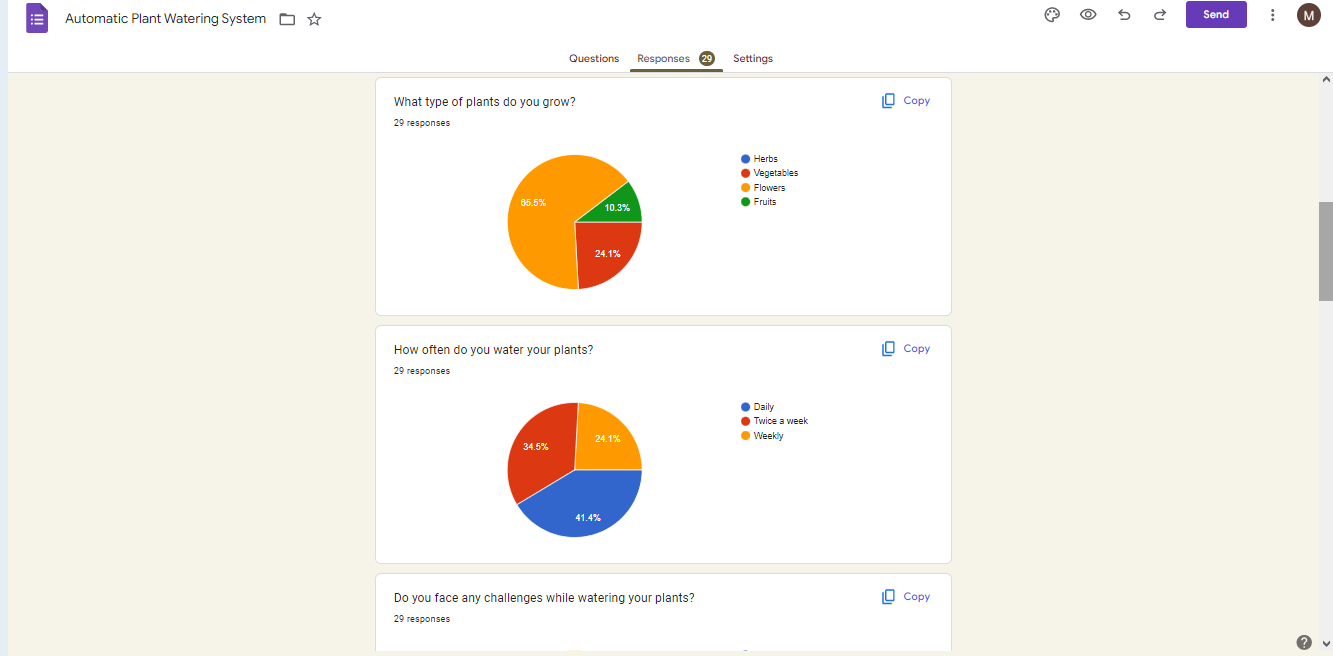 Automatic Plant Watering System
Send
M
Questions
Responses 29
Settings
What type of plants do you grow?
Copy
29 responses
65.5%
10.3%
24.1%
Herbs
Vegetables
Flowers
Fruits
How often do you water your plants?
Copy
29 responses
34.5%
24.1%
41.4%
Daily
Twice a week
Weekly
Do you face any challenges while watering your plants?
Copy
29 responses
?